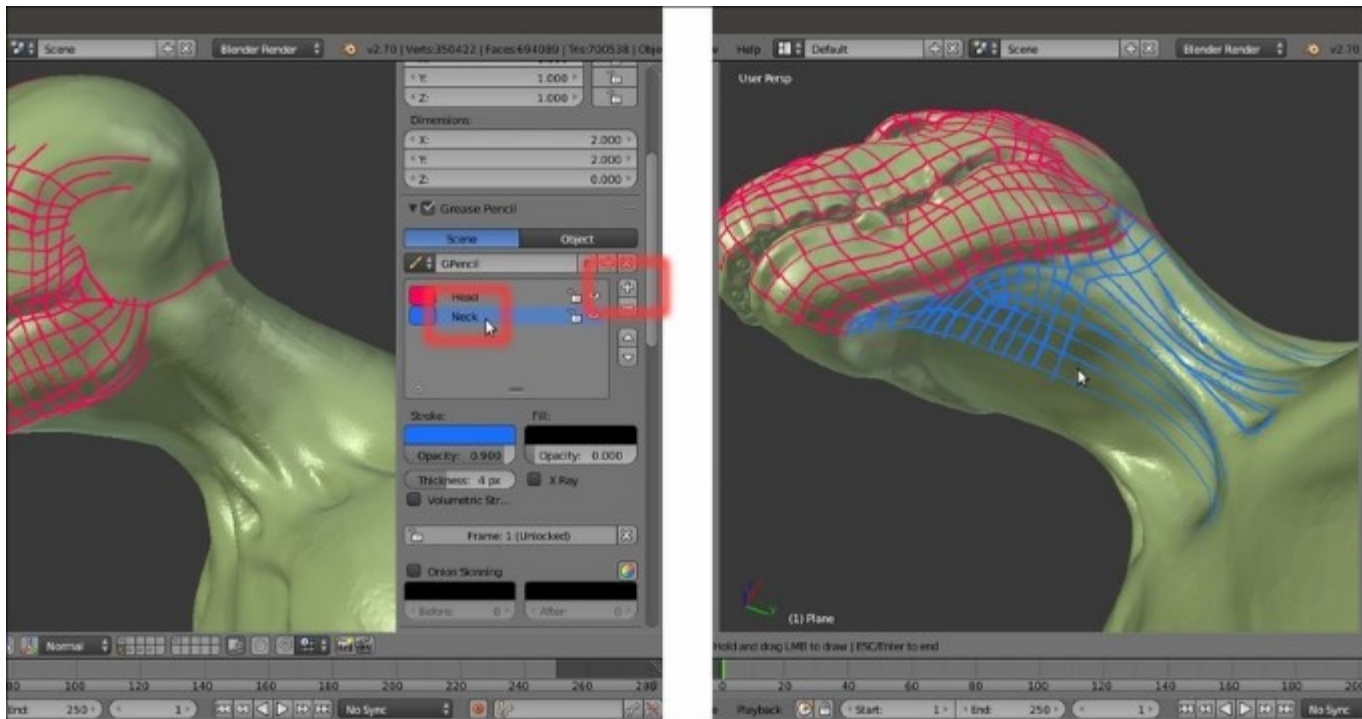 Scene
Blender Render
v2.70 | Verts:350422 | Faces:694089 | Tris:700538 | Obje
Y: 1.000
Z: 1.000
Dimensions:
X: 2.000
Y: 2.000
Z: 0.000
Grease Pencil
Scene Object
GPencil
Head
Neck
Stroke: Fill:
Opacity: 0.900 Opacity: 0.000
Thickness: 4 px X Ray
Volumetric Str...
Frame: 1 (Unlocked)
Onion Skinning
Before: 0 After: 0
Normal
100 120 140 160 180 200 220 240 260 280
End: 250 1 No Sync
Help Default Scene Blender Render v2.70
User Persp
(1) Plane
Hold and drag LMB to draw | ESC/Enter to end
0 20 40 60 80 100 120 140 160 180 200
Playback Start: 1 End: 250 1 No Sync